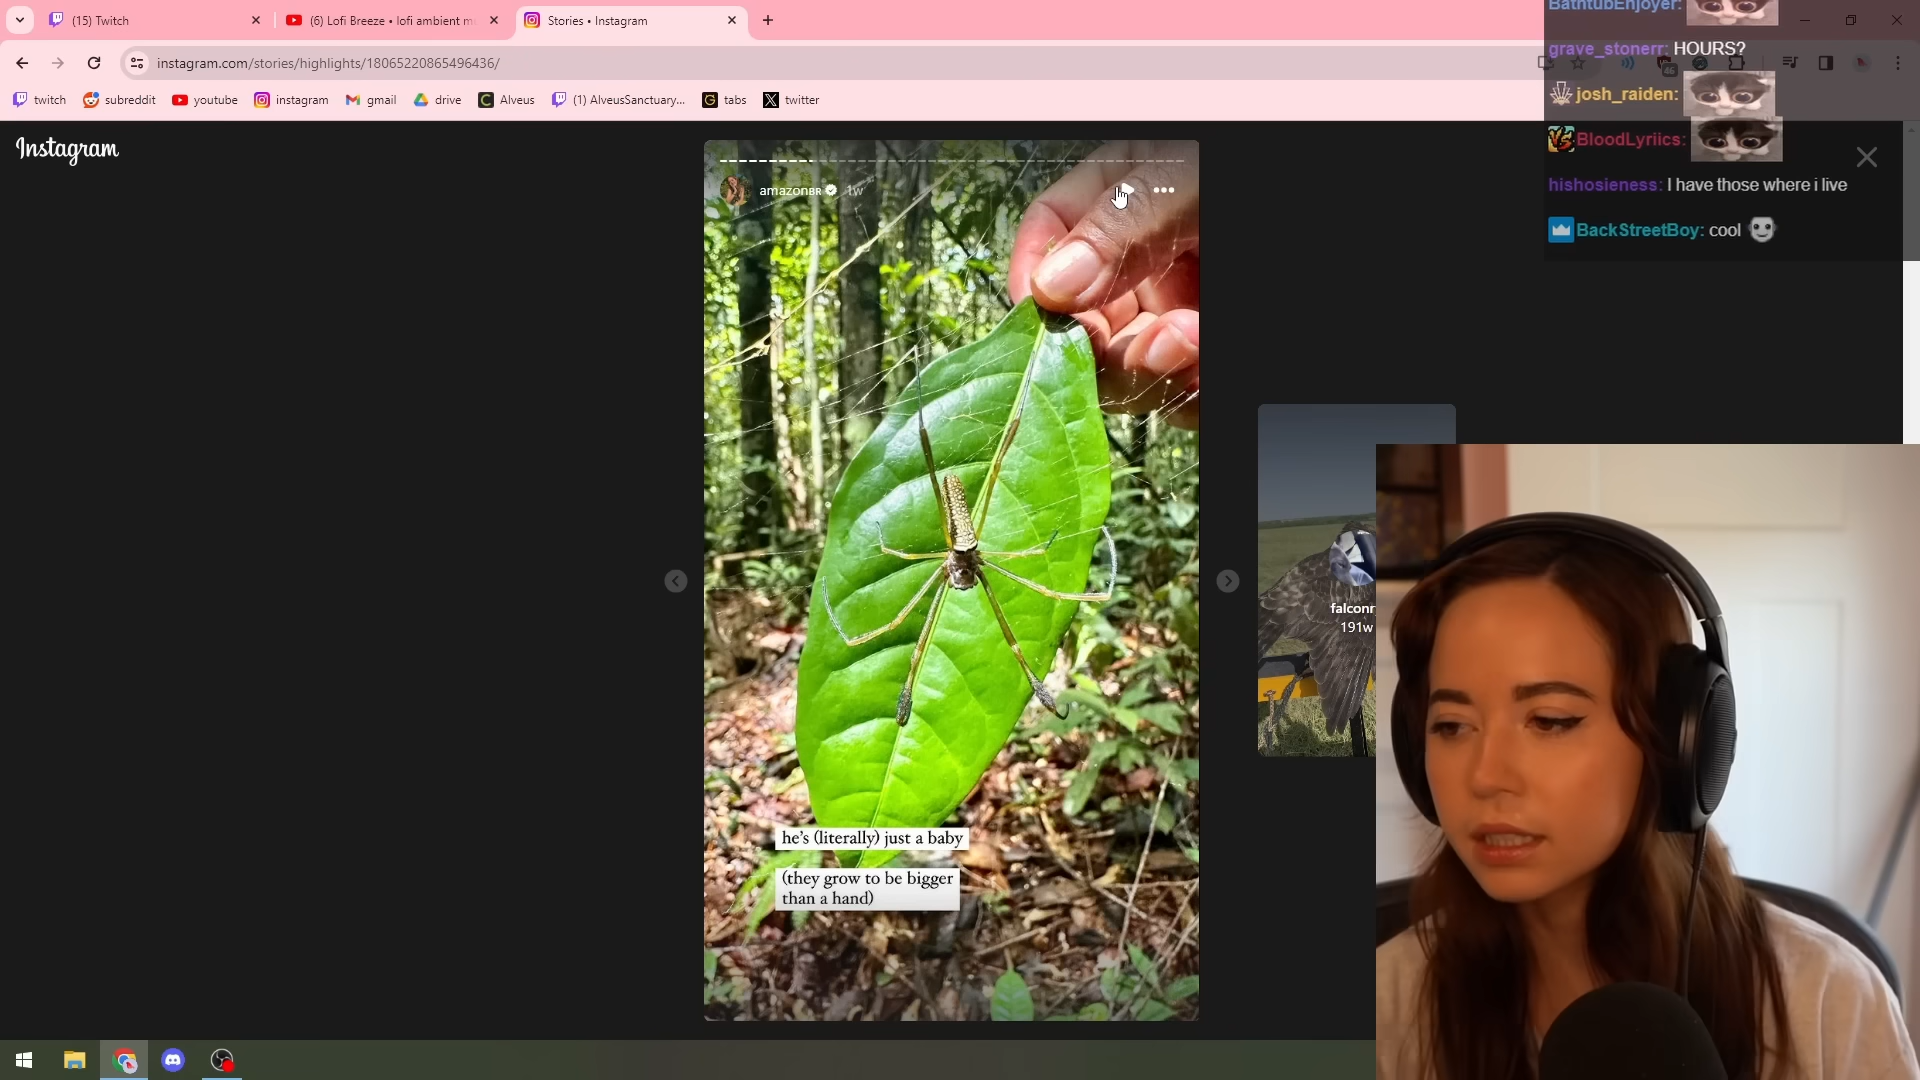 (15) Twitch
(6) Lofi Breeze • lofi ambient m
Stories • Instagram
instagram.com/stories/highlights/18065220865496436/
twitch
subreddit
youtube
instagram
gmail
drive
Alveus
(1) AlveusSanctuary...
tabs
twitter
Instagram
amazonBR 1w
he's (literally) just a baby
(they grow to be bigger
than a hand)
falconr
191w
BathtubEnjoyer:
grave_stonerr: HOURS?
46
josh_raiden:
BloodLyriics:
hishosieness: I have those where i live
BackStreetBoy: cool